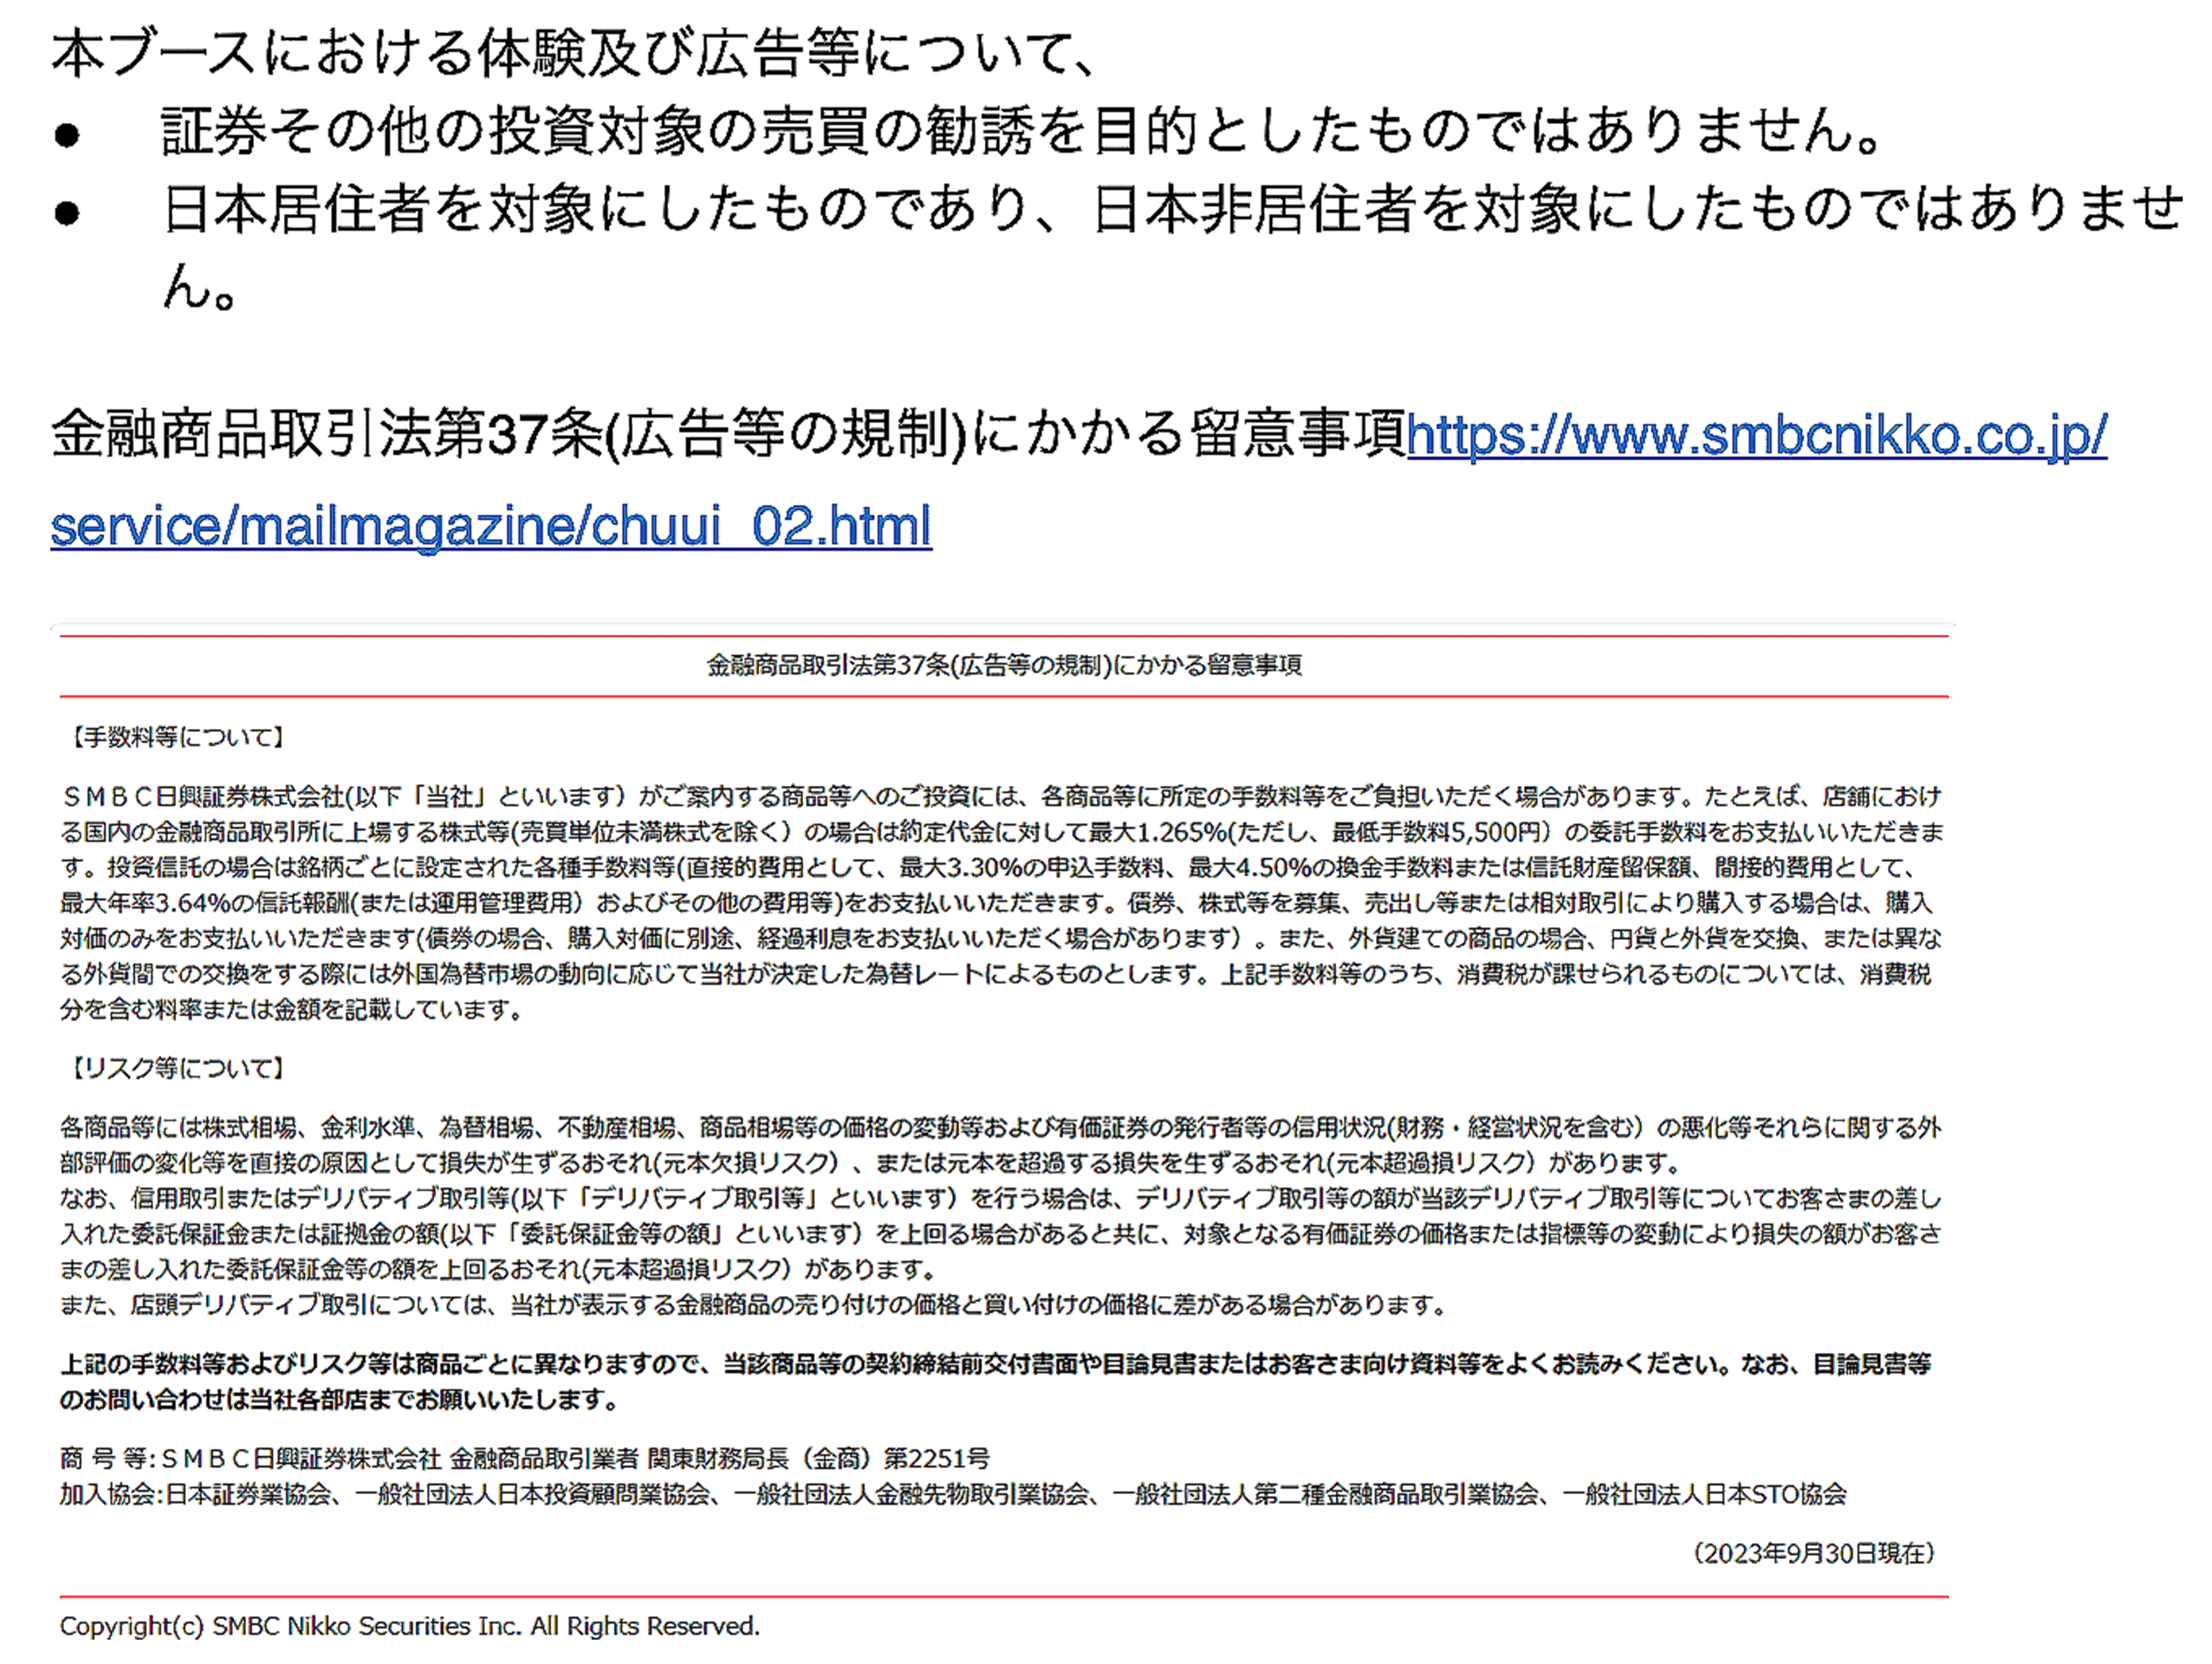 本ブースにおける体験及び広告等について、
● 証券その他の投資対象の売買の勧誘を目的としたものではありません。
● 日本居住者を対象にしたものであり、日本非居住者を対象にしたものではありませ
ん。
金融商品取引法第37条(広告等の規制)にかかる留意事項https://www.smbcnikko.co.jp/
service/mailmagazine/chuui_02.html
金融商品取引法第37条(広告等の規制)にかかる留意事項
【手数料等について】
ＳＭＢＣ日興証券株式会社(以下「当社」といいます）がご案内する商品等へのご投資には、各商品等に所定の手数料等をご負担いただく場合があります。たとえば、店舗におけ
る国内の金融商品取引所に上場する株式等(売買単位未満株式を除く）の場合は約定代金に対して最大1.265%(ただし、最低手数料5,500円）の委託手数料をお支払いいただきま
す。投資信託の場合は銘柄ごとに設定された各種手数料等(直接的費用として、最大3.30%の申込手数料、最大4.50%の換金手数料または信託財産留保額、間接的費用として、
最大年率3.64%の信託報酬(または運用管理費用）およびその他の費用等)をお支払いいただきます。債券、株式等を募集、売出し等または相対取引により購入する場合は、購入
対価のみをお支払いいただきます(債券の場合、購入対価に別途、経過利息をお支払いいただく場合があります）。また、外貨建ての商品の場合、円貨と外貨を交換、または異な
る外貨間での交換をする際には外国為替市場の動向に応じて当社が決定した為替レートによるものとします。上記手数料等のうち、消費税が課せられるものについては、消費税
分を含む料率または金額を記載しています。
【リスク等について】
各商品等には株式相場、金利水準、為替相場、不動産相場、商品相場等の価格の変動等および有価証券の発行者等の信用状況(財務・経営状況を含む）の悪化等それらに関する外
部評価の変化等を直接の原因として損失が生ずるおそれ(元本欠損リスク）、または元本を超過する損失を生ずるおそれ(元本超過損リスク）があります。
なお、信用取引またはデリバティブ取引等(以下「デリバティブ取引等」といいます）を行う場合は、デリバティブ取引等の額が当該デリバティブ取引等についてお客さまの差し
入れた委託保証金または証拠金の額(以下「委託保証金等の額」といいます）を上回る場合があると共に、対象となる有価証券の価格または指標等の変動により損失の額がお客さ
まの差し入れた委託保証金等の額を上回るおそれ(元本超過損リスク）があります。
また、店頭デリバティブ取引については、当社が表示する金融商品の売り付けの価格と買い付けの価格に差がある場合があります。
上記の手数料等およびリスク等は商品ごとに異なりますので、当該商品等の契約締結前交付書面や目論見書またはお客さま向け資料等をよくお読みください。なお、目論見書等
のお問い合わせは当社各部店までお願いいたします。
商 号 等:ＳＭＢＣ日興証券株式会社 金融商品取引業者 関東財務局長（金商）第2251号
加入協会:日本証券業協会、一般社団法人日本投資顧問業協会、一般社団法人金融先物取引業協会、一般社団法人第二種金融商品取引業協会、一般社団法人日本STO協会
（2023年9月30日現在）
Copyright(c) SMBC Nikko Securities Inc. All Rights Reserved.